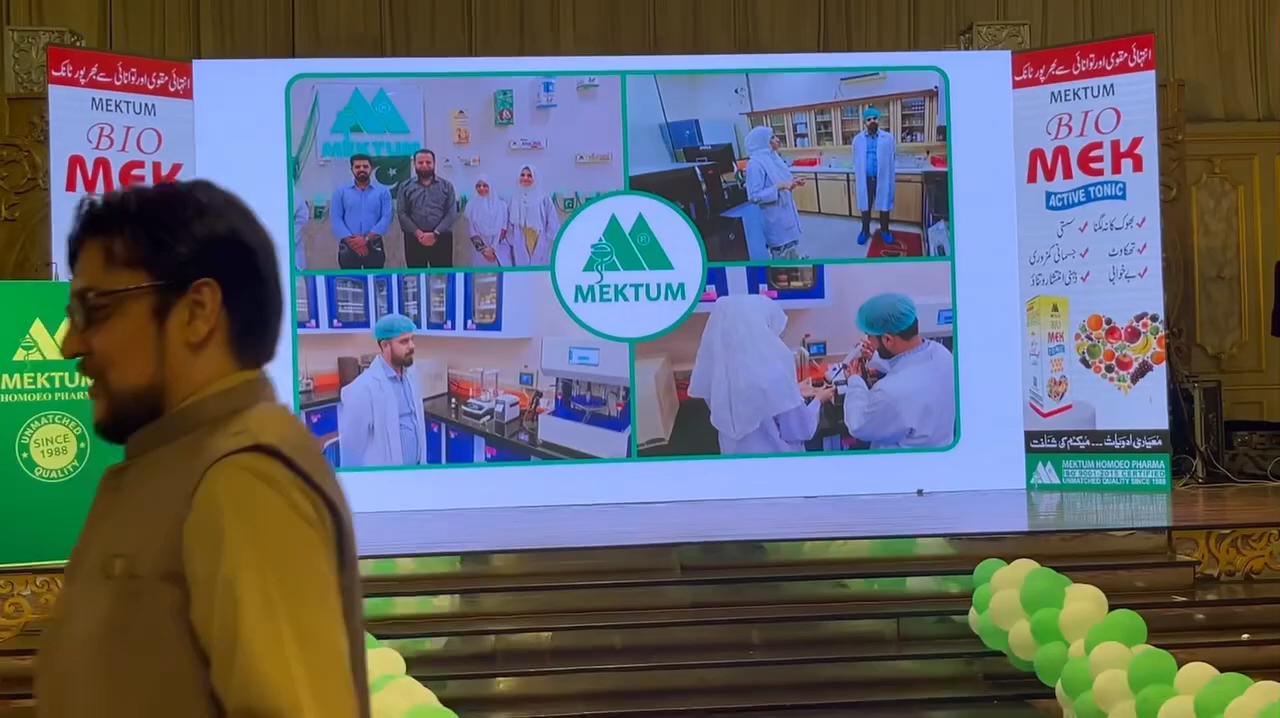 انتہائی مقوی اور توانائی سے بھرپور ٹانک
MEKTUM
BIO
MEK
MEKTUM
HOMOEO PHARM
UNMATCHED
SINCE
1988
QUALITY
MEKTUM
MEKTUM
انتہائی مقوی اور توانائی سے بھرپور ٹانک
MEKTUM
BIO
MEK
ACTIVE TONIC
بھوک کا نہ لگنا
سستی
تھکاوٹ
جسمانی کمزوری
بے خوابی
ذہنی انتشار و تناؤ
BIO
MEK
TONIC
معیاری ادویات --- میکٹم کی شناخت
MEKTUM HOMOEO PHARMA
ISO 9001:2015 CERTIFIED
UNMATCHED QUALITY SINCE 1988